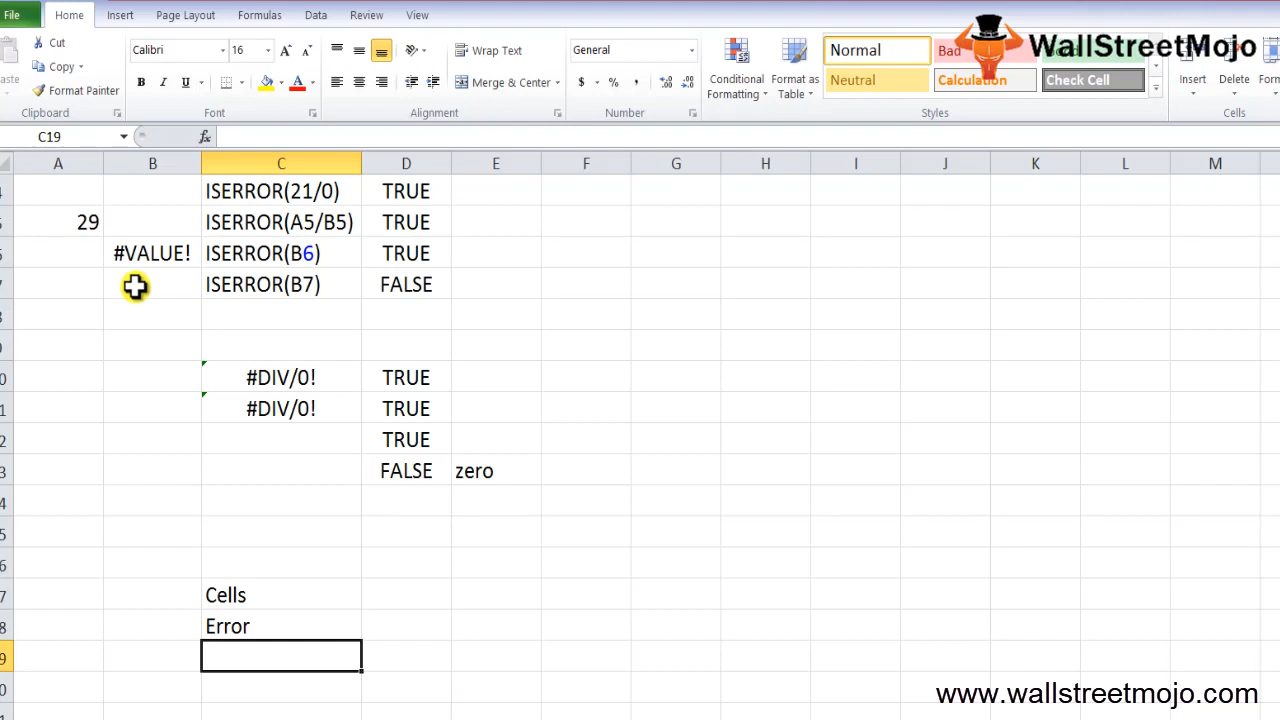 File Home Insert Page Layout Formulas Data Review View
WallStreetMojo
Cut
Copy
Format Painter
Clipboard
Calibri 16 A A
B I U A
Font
Wrap Text
Merge & Center
Alignment
General
$ % ,
Number
Conditional Formatting
Format as Table
Normal Bad
Neutral Calculation Check Cell
Styles
Insert Delete
Cells
C19 fx
A B C D E F G H I J K L M
ISERROR(21/0) TRUE
29 ISERROR(A5/B5) TRUE
#VALUE! ISERROR(B6) TRUE
ISERROR(B7) FALSE
#DIV/0! TRUE
#DIV/0! TRUE
TRUE
FALSE zero
Cells
Error
www.wallstreetmojo.com